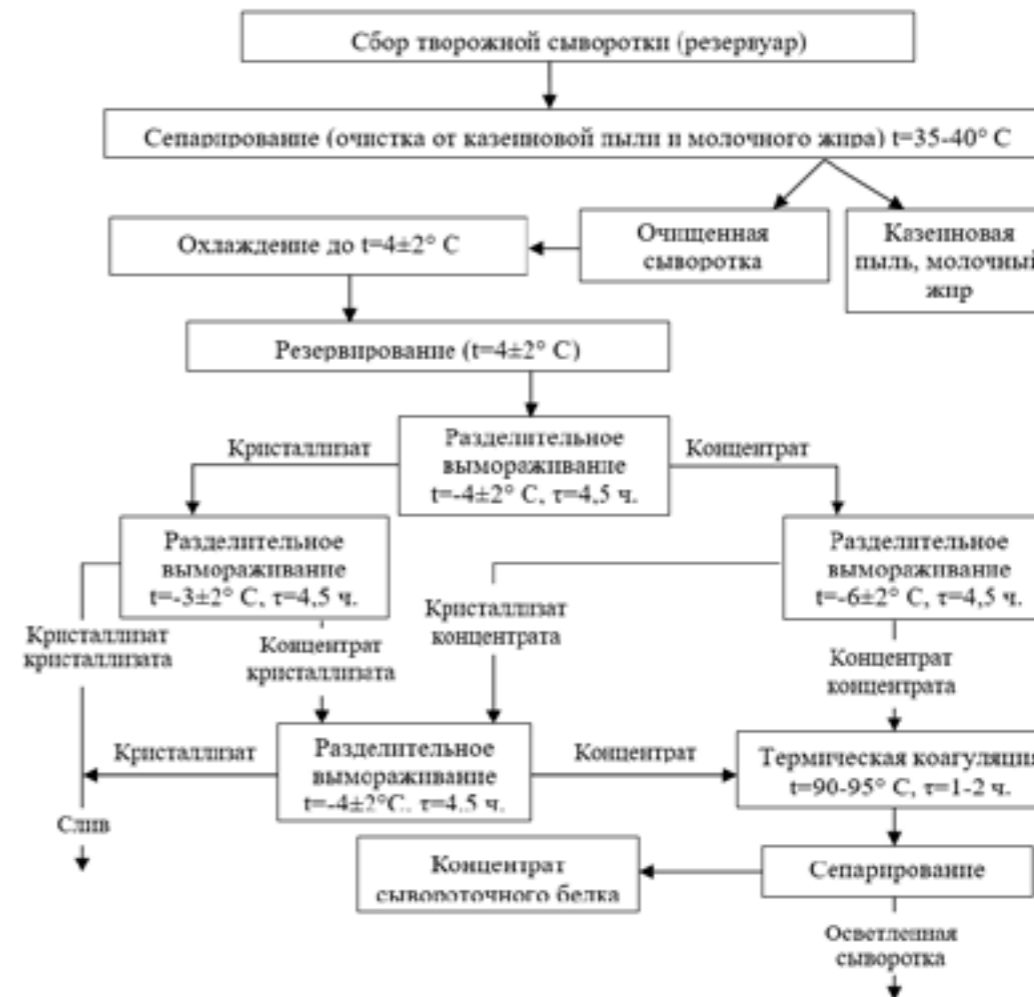 Сбор творожной сыворотки (резервуар)
Сепарирование (очистка от казеиновой пыли и молочного жира) t=35-40° С
Охлаждение до t=4±2° С
Очищенная
сыворотка
Казеиновая
пыль, молочный
жир
Резервирование (t=4±2° С)
Кристаллизат
Разделительное
вымораживание
t=-4±2° С, τ=4,5 ч.
Концентрат
Разделительное
вымораживание
t=-3±2° С, τ=4,5 ч.
Разделительное
вымораживание
t=-6±2° С, τ=4,5 ч.
Кристаллизат
кристаллизата
Концентрат
кристаллизата
Кристаллизат
концентрата
Концентрат
концентрата
Кристаллизат
Разделительное
вымораживание
t=-4±2°С, τ=4,5 ч.
Концентрат
Термическая коагуляция
t=90-95° С, τ=1-2 ч.
Слив
Концентрат
сывороточного белка
Сепарирование
Осветленная
сыворотка